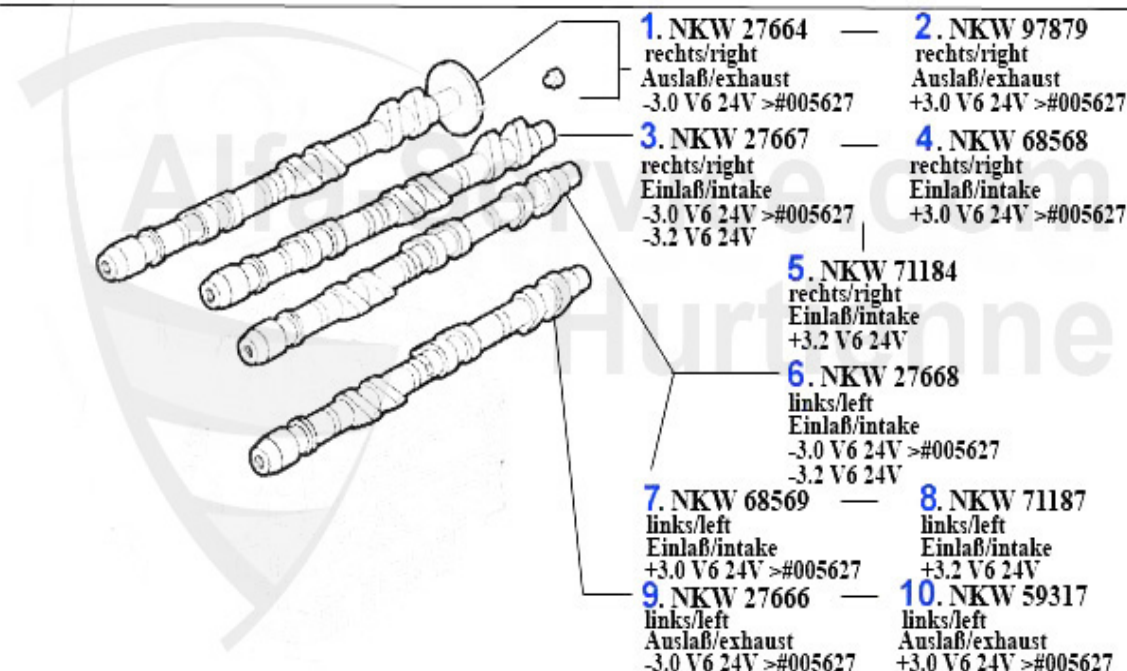 1. NKW 27664
rechts/right
Auslaß/exhaust
-3.0 V6 24V >#005627
2. NKW 97879
rechts/right
Auslaß/exhaust
+3.0 V6 24V >#005627
3. NKW 27667
rechts/right
Einlaß/intake
-3.0 V6 24V >#005627
-3.2 V6 24V
4. NKW 68568
rechts/right
Einlaß/intake
+3.0 V6 24V >#005627
5. NKW 71184
rechts/right
Einlaß/intake
+3.2 V6 24V
6. NKW 27668
links/left
Einlaß/intake
-3.0 V6 24V >#005627
-3.2 V6 24V
7. NKW 68569
links/left
Einlaß/intake
+3.0 V6 24V >#005627
8. NKW 71187
links/left
Einlaß/intake
+3.2 V6 24V
9. NKW 27666
links/left
Auslaß/exhaust
-3.0 V6 24V >#005627
10. NKW 59317
links/left
Auslaß/exhaust
+3.0 V6 24V >#005627
Alfa-Service.com
Hurtienne